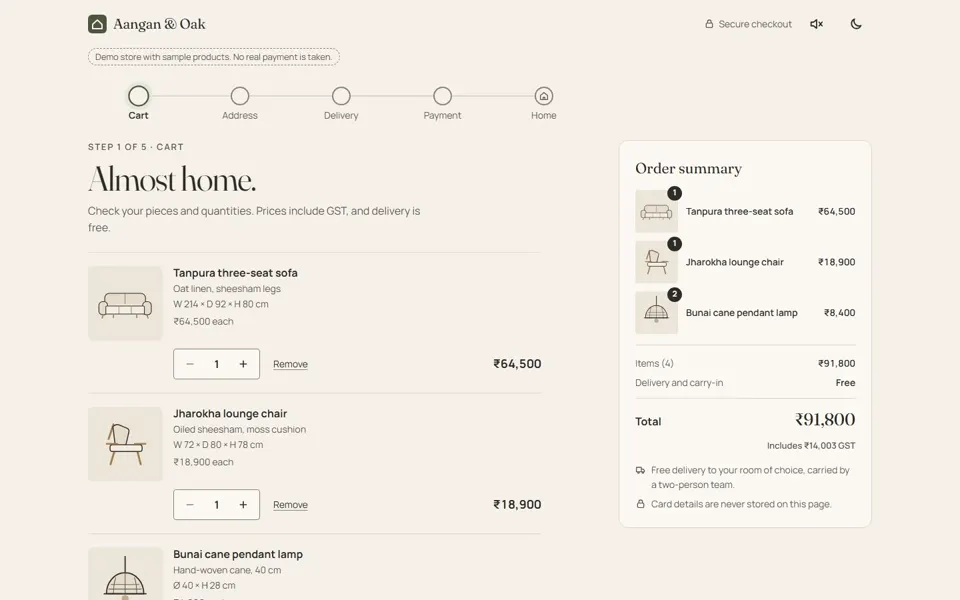 Aangan & Oak
Secure checkout
Demo store with sample products. No real payment is taken.
Cart
Address
Delivery
Payment
Home
STEP 1 OF 5 · CART
Almost home.
Check your pieces and quantities. Prices include GST, and delivery is
free.
Tanpura three-seat sofa
Oat linen, sheesham legs
W 214 × D 92 × H 80 cm
₹64,500 each
− 1 +
Remove
₹64,500
Jharokha lounge chair
Oiled sheesham, moss cushion
W 72 × D 80 × H 78 cm
₹18,900 each
− 1 +
Remove
₹18,900
Bunai cane pendant lamp
Hand-woven cane, 40 cm
Ø 40 × H 28 cm
Order summary
1
Tanpura three-seat sofa ₹64,500
1
Jharokha lounge chair ₹18,900
2
Bunai cane pendant lamp ₹8,400
Items (4) ₹91,800
Delivery and carry-in Free
Total ₹91,800
Includes ₹14,003 GST
Free delivery to your room of choice, carried by
a two-person team.
Card details are never stored on this page.